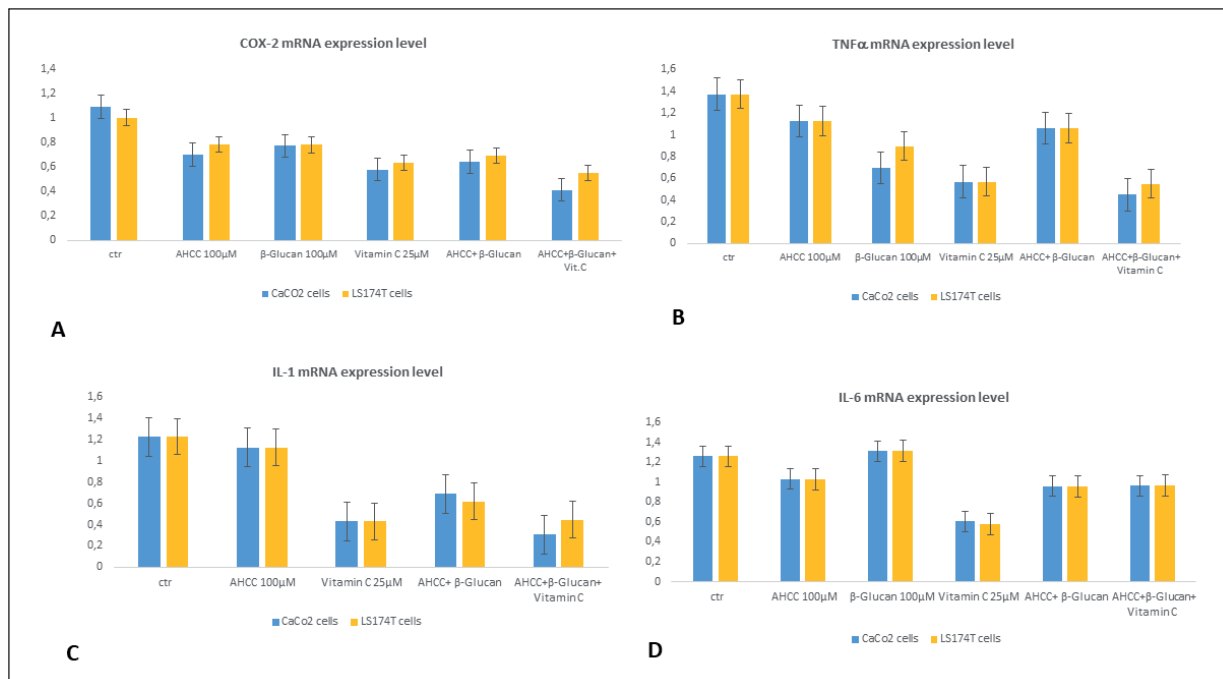 COX-2 mRNA expression level
1,4
1,2
1
0,8
0,6
0,4
0,2
0
ctr
AHCC 100μM
β-Glucan 100μM
Vitamin C 25μM
AHCC+β-Glucan
AHCC+β-Glucan+
Vit.C
CaCO2 cells
LS174T cells
A
TNFα mRNA expression level
1,6
1,4
1,2
1
0,8
0,6
0,4
0,2
0
ctr
AHCC 100μM
β-Glucan 100μM
Vitamin C 25μM
AHCC+β-Glucan
AHCC+β-Glucan+
Vitamin C
CaCo2 cells
LS174T cells
B
IL-1 mRNA expression level
1,6
1,4
1,2
1
0,8
0,6
0,4
0,2
0
ctr
AHCC 100μM
Vitamin C 25μM
AHCC+ β-Glucan
AHCC+β-Glucan+
Vitamin C
CaCo2 cells
LS174T cells
C
IL-6 mRNA expression level
1,6
1,4
1,2
1
0,8
0,6
0,4
0,2
0
ctr
AHCC 100μM
β-Glucan 100μM
Vitamin C 25μM
AHCC+ β-Glucan
AHCC+β-Glucan+
Vitamin C
CaCo2 cells
LS174T cells
D